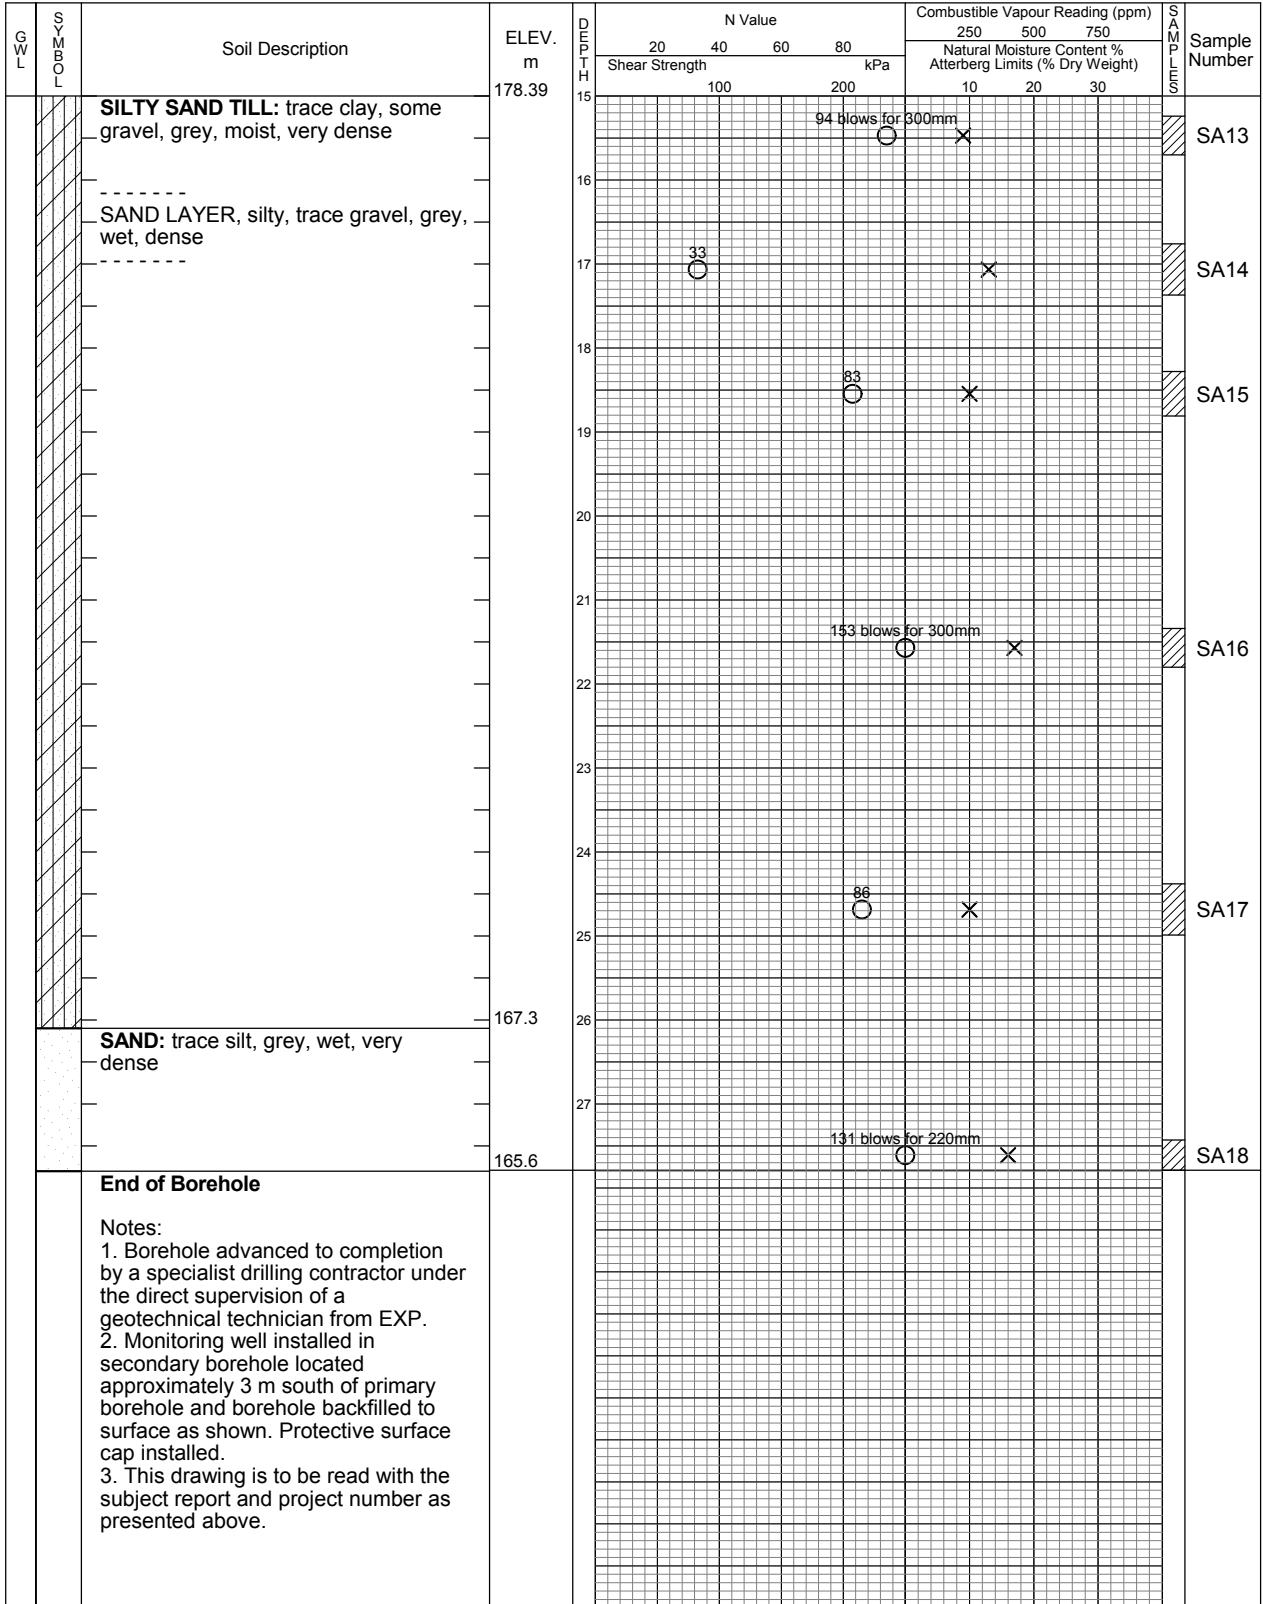 GWL
SYMBOL
Soil Description
ELEV.
m
178.39
DEPTH
N Value
20 40 60 80
Shear Strength kPa
100 200
Combustible Vapour Reading (ppm)
250 500 750
Natural Moisture Content %
Atterberg Limits (% Dry Weight)
10 20 30
SAMPLES
Sample
Number
15
SILTY SAND TILL: trace clay, some
gravel, grey, moist, very dense
94 blows for 300mm
SA13
16
- - - - - - -
SAND LAYER, silty, trace gravel, grey,
wet, dense
- - - - - - -
33
17
SA14
18
83
SA15
19
20
21
153 blows for 300mm
SA16
22
23
24
86
SA17
25
167.3
26
SAND: trace silt, grey, wet, very
dense
27
131 blows for 220mm
165.6
SA18
End of Borehole
Notes:
1. Borehole advanced to completion
by a specialist drilling contractor under
the direct supervision of a
geotechnical technician from EXP.
2. Monitoring well installed in
secondary borehole located
approximately 3 m south of primary
borehole and borehole backfilled to
surface as shown. Protective surface
cap installed.
3. This drawing is to be read with the
subject report and project number as
presented above.